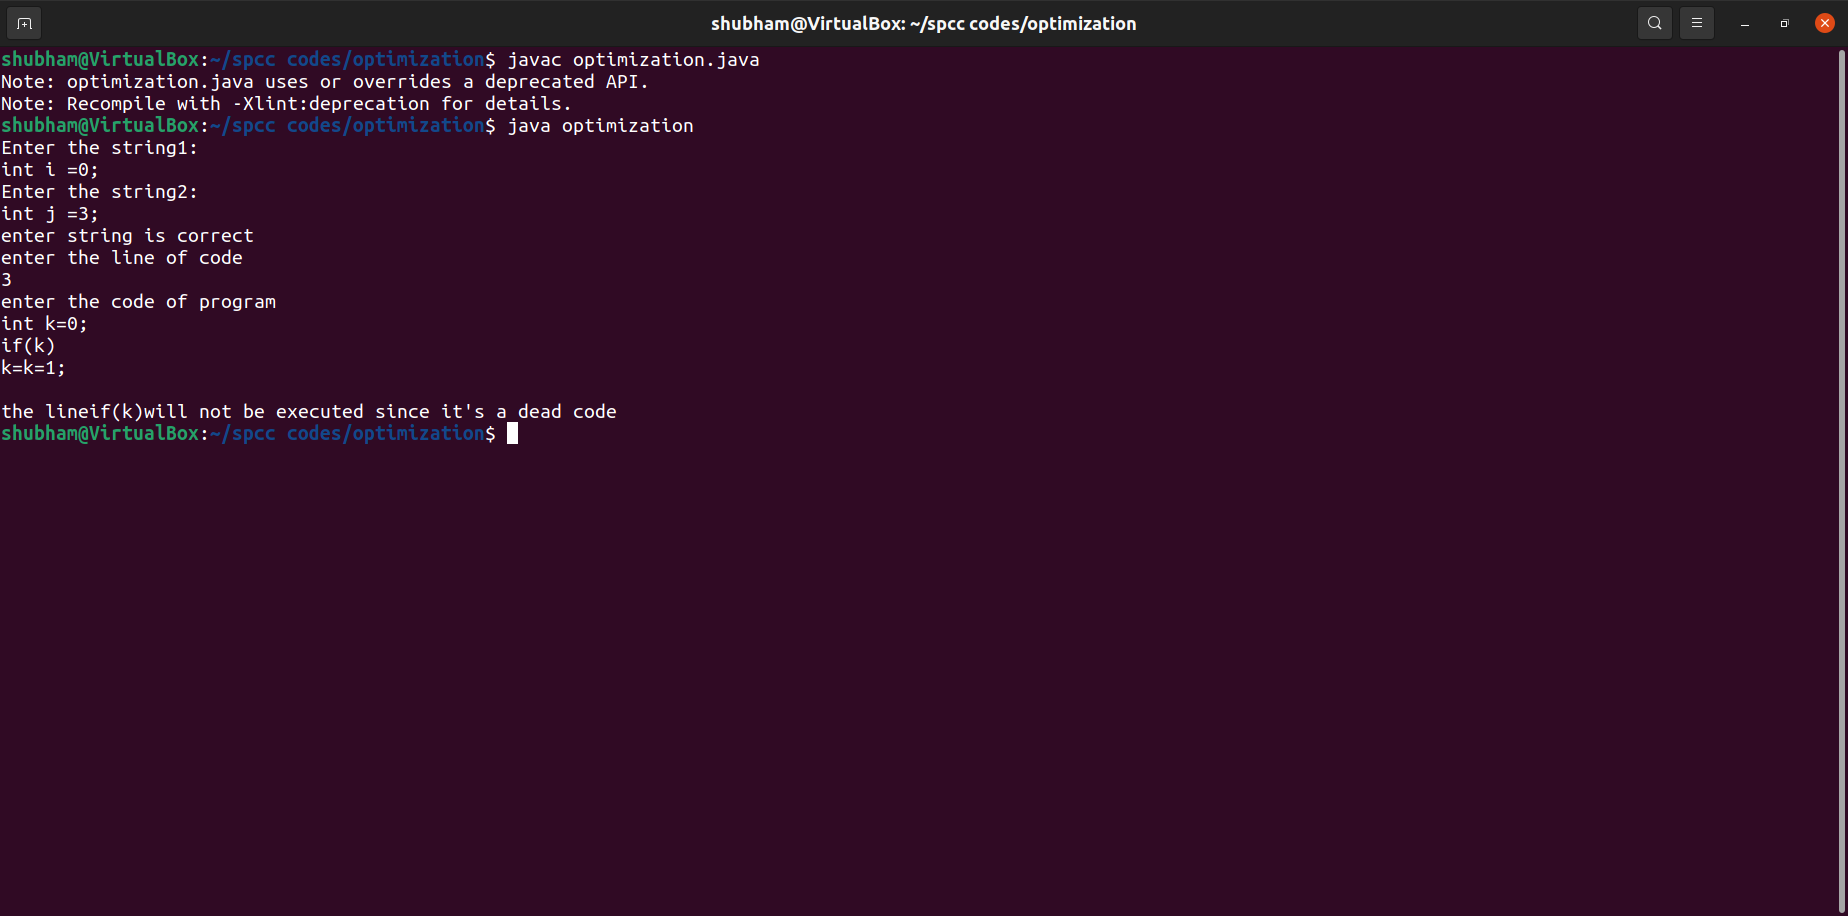 shubham@VirtualBox: ~/spcc codes/optimization
shubham@VirtualBox:~/spcc codes/optimization$ javac optimization.java
Note: optimization.java uses or overrides a deprecated API.
Note: Recompile with -Xlint:deprecation for details.
shubham@VirtualBox:~/spcc codes/optimization$ java optimization
Enter the string1:
int i =0;
Enter the string2:
int j =3;
enter string is correct
enter the line of code
3
enter the code of program
int k=0;
if(k)
k=k=1;
the lineif(k)will not be executed since it's a dead code
shubham@VirtualBox:~/spcc codes/optimization$